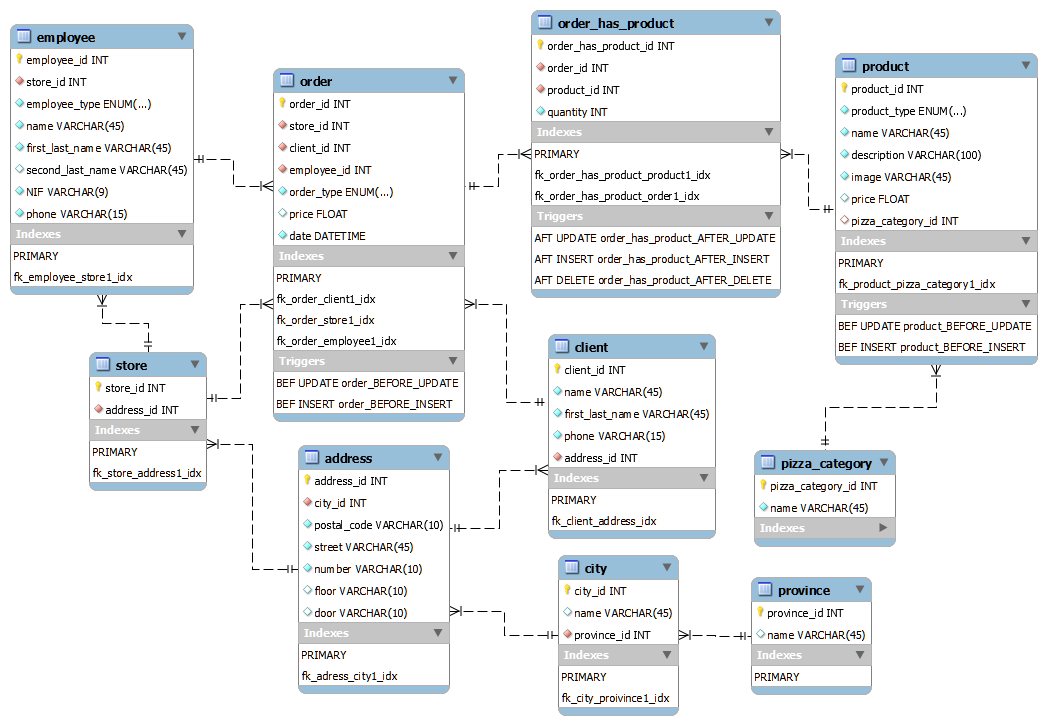 employee
employee_id INT
store_id INT
employee_type ENUM(...)
name VARCHAR(45)
first_last_name VARCHAR(45)
second_last_name VARCHAR(45)
NIF VARCHAR(9)
phone VARCHAR(15)
Indexes
PRIMARY
fk_employee_store1_idx
order
order_id INT
store_id INT
client_id INT
employee_id INT
order_type ENUM(...)
price FLOAT
date DATETIME
Indexes
PRIMARY
fk_order_client1_idx
fk_order_store1_idx
fk_order_employee1_idx
Triggers
BEF UPDATE order_BEFORE_UPDATE
BEF INSERT order_BEFORE_INSERT
order_has_product
order_has_product_id INT
order_id INT
product_id INT
quantity INT
Indexes
PRIMARY
fk_order_has_product_product1_idx
fk_order_has_product_order1_idx
Triggers
AFT UPDATE order_has_product_AFTER_UPDATE
AFT INSERT order_has_product_AFTER_INSERT
AFT DELETE order_has_product_AFTER_DELETE
product
product_id INT
product_type ENUM(...)
name VARCHAR(45)
description VARCHAR(100)
image VARCHAR(45)
price FLOAT
pizza_category_id INT
Indexes
PRIMARY
fk_product_pizza_category1_idx
Triggers
BEF UPDATE product_BEFORE_UPDATE
BEF INSERT product_BEFORE_INSERT
store
store_id INT
address_id INT
Indexes
PRIMARY
fk_store_address1_idx
address
address_id INT
city_id INT
postal_code VARCHAR(10)
street VARCHAR(45)
number VARCHAR(10)
floor VARCHAR(10)
door VARCHAR(10)
Indexes
PRIMARY
fk_adress_city1_idx
client
client_id INT
name VARCHAR(45)
first_last_name VARCHAR(45)
phone VARCHAR(15)
address_id INT
Indexes
PRIMARY
fk_client_address_idx
pizza_category
pizza_category_id INT
name VARCHAR(45)
Indexes
city
city_id INT
name VARCHAR(45)
province_id INT
Indexes
PRIMARY
fk_city_proivince1_idx
province
province_id INT
name VARCHAR(45)
Indexes
PRIMARY